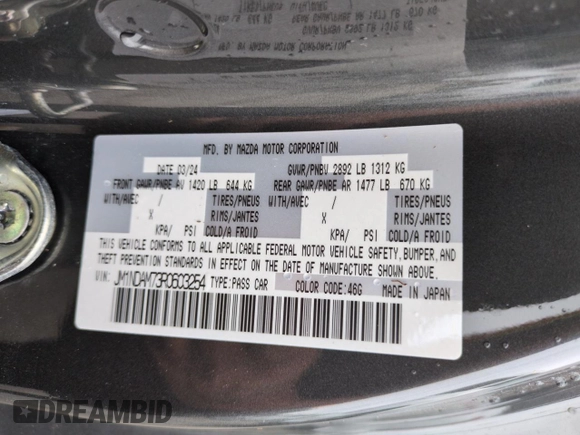 MFD. BY MAZDA MOTOR CORPORATION
DATE 03/24 GVWR/PNBV 2892 LB 1312 KG
FRONT GAWR/PNBE AV 1420 LB 644 KG REAR GAWR/PNBE AR 1477 LB 670 KG
WITH/AVEC / TIRES/PNEUS WITH/AVEC / TIRES/PNEUS
X RIMS/JANTES X RIMS/JANTES
KPA/ PSI COLD/A FROID KPA/ PSI COLD/A FROID
THIS VEHICLE CONFORMS TO ALL APPLICABLE FEDERAL MOTOR VEHICLE SAFETY, BUMPER, AND
THEFT PREVENTION STANDARDS IN EFFECT ON THE DATE OF MANUFACTURE SHOWN ABOVE.
VIN: JM1NDAM73R0603254 TYPE:PASS CAR COLOR CODE:46G MADE IN JAPAN
DREAMBID